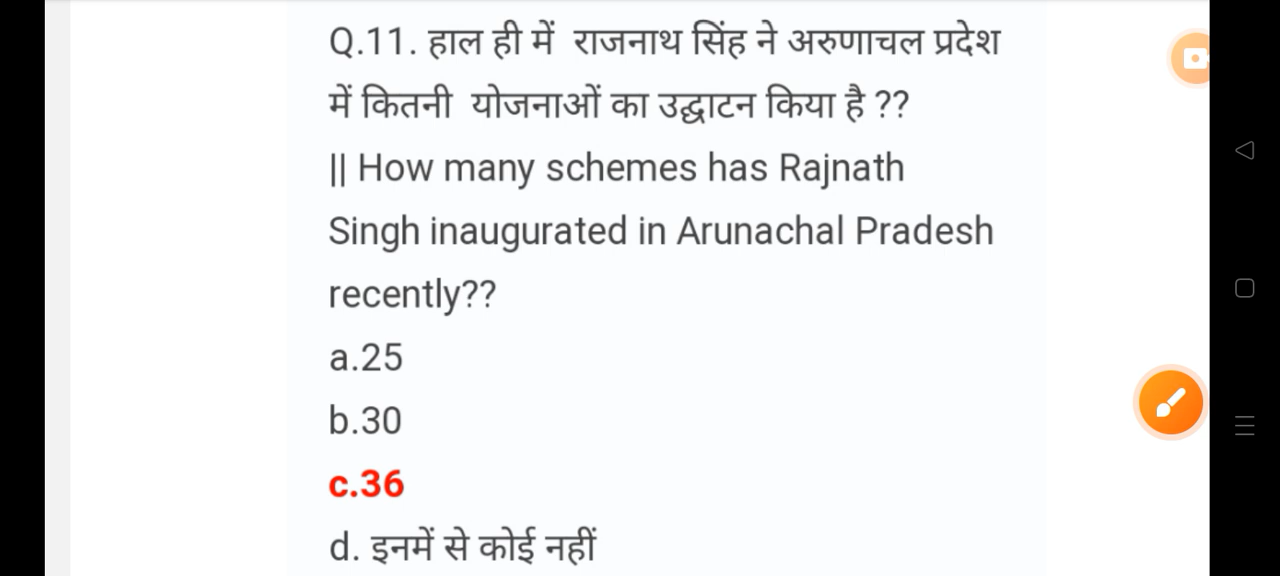 Q.11. हाल ही में राजनाथ सिंह ने अरुणाचल प्रदेश
में कितनी योजनाओं का उद्घाटन किया है ??
|| How many schemes has Rajnath
Singh inaugurated in Arunachal Pradesh
recently??
a.25
b.30
c.36
d. इनमें से कोई नहीं